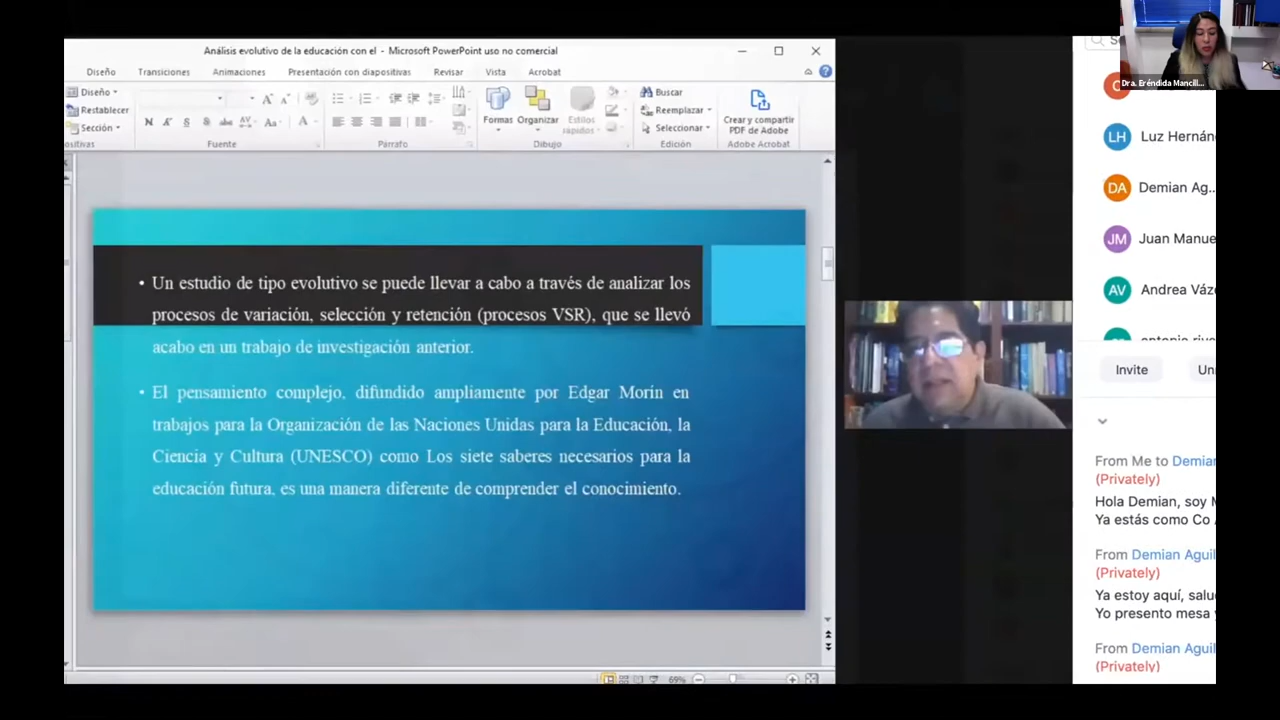 Análisis evolutivo de la educación con el - Microsoft PowerPoint uso no comercial
Diseño Transiciones Animaciones Presentación con diapositivas Revisar Vista Acrobat
Diseño
Restablecer
Sección
Fuente
Párrafo
Formas
Organizar
Estilos
rápidos
Dibujo
Buscar
Reemplazar
Seleccionar
Edición
Crear y compartir
PDF de Adobe
Adobe Acrobat
• Un estudio de tipo evolutivo se puede llevar a cabo a través de analizar los
procesos de variación, selección y retención (procesos VSR), que se llevó
acabo en un trabajo de investigación anterior.
• El pensamiento complejo, difundido ampliamente por Edgar Morín en
trabajos para la Organización de las Naciones Unidas para la Educación, la
Ciencia y Cultura (UNESCO) como Los siete saberes necesarios para la
educación futura, es una manera diferente de comprender el conocimiento.
69%
Dra. Eréndida Mancill...
LH Luz Hernán
DA Demian Ag...
JM Juan Manue
AV Andrea Váz
Invite
From Me to Demian
(Privately)
Hola Demian, soy
Ya estás como Co
From Demian Aguil
(Privately)
Ya estoy aquí, salu
Yo presento mesa
From Demian Aguil
(Privately)